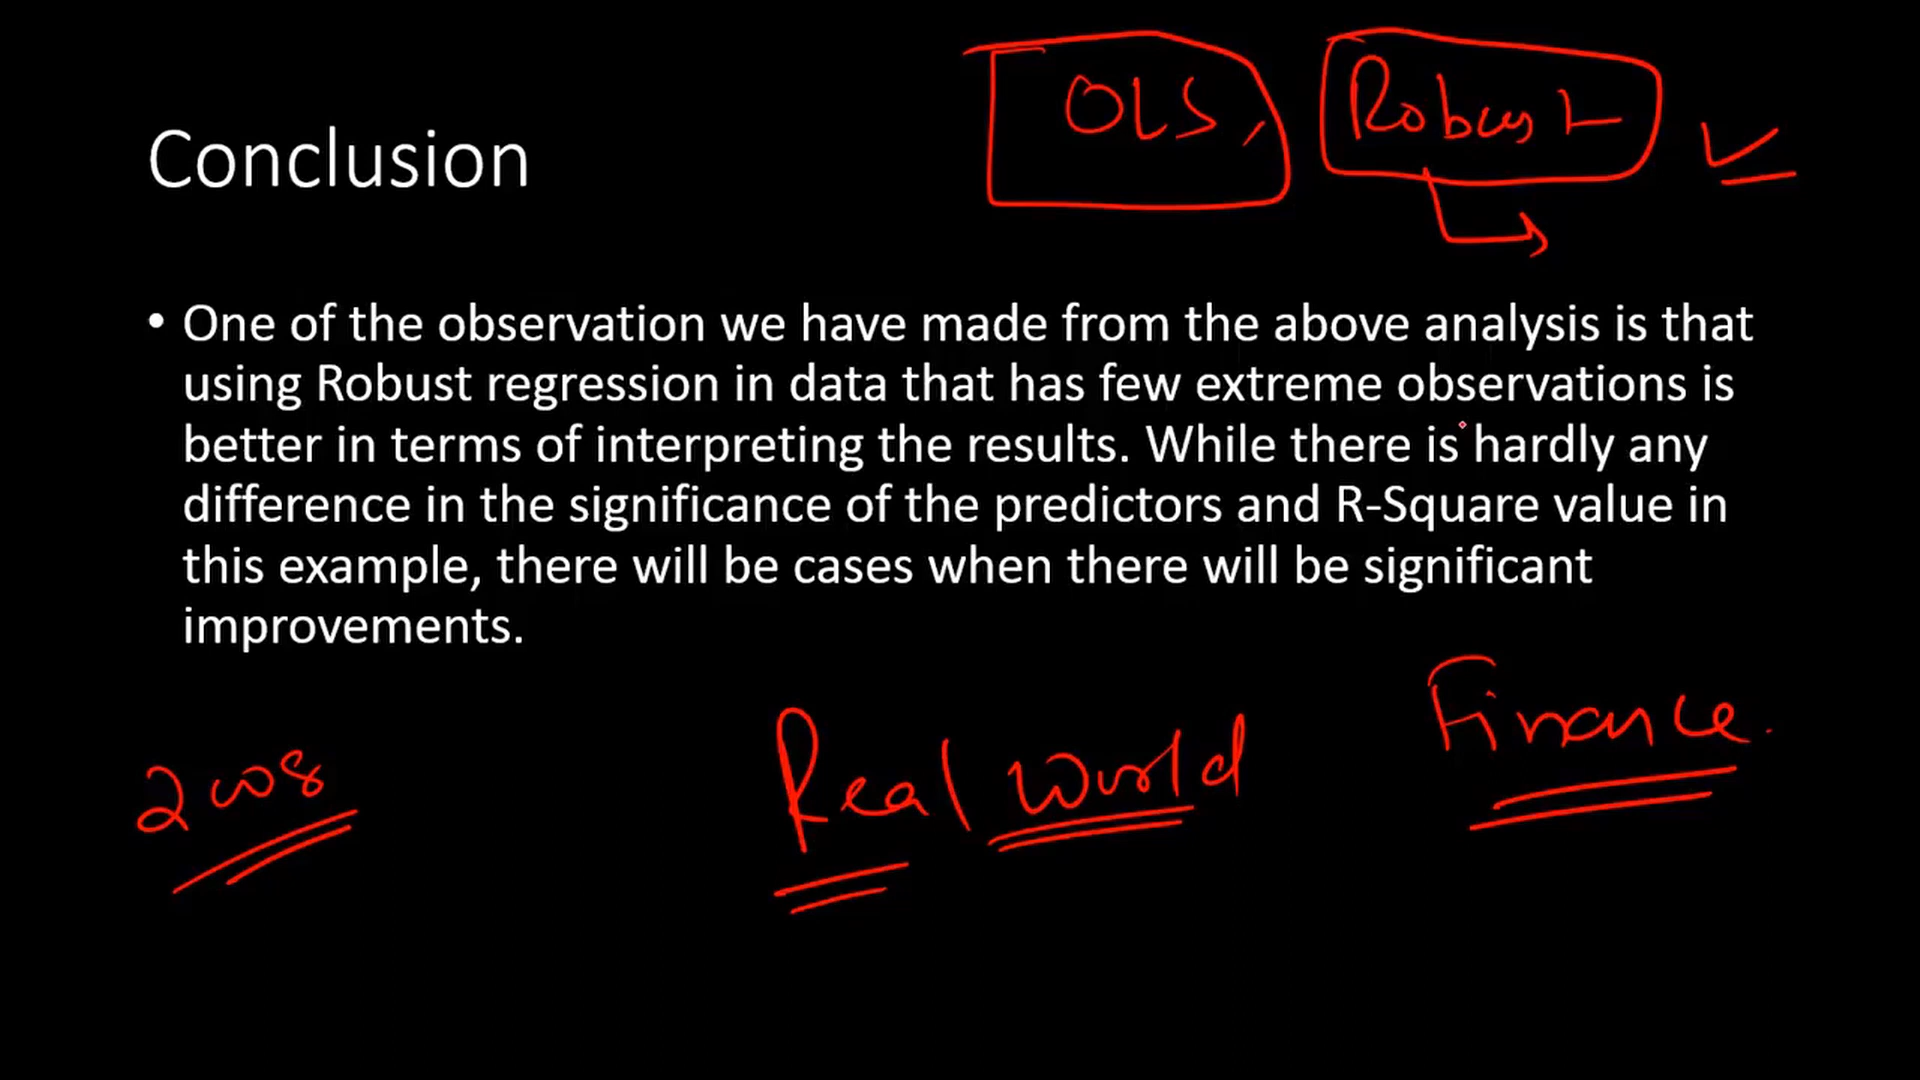 OLS, Robust
Conclusion
• One of the observation we have made from the above analysis is that
using Robust regression in data that has few extreme observations is
better in terms of interpreting the results. While there is hardly any
difference in the significance of the predictors and R-Square value in
this example, there will be cases when there will be significant
improvements.
2008
Real World
Finance.